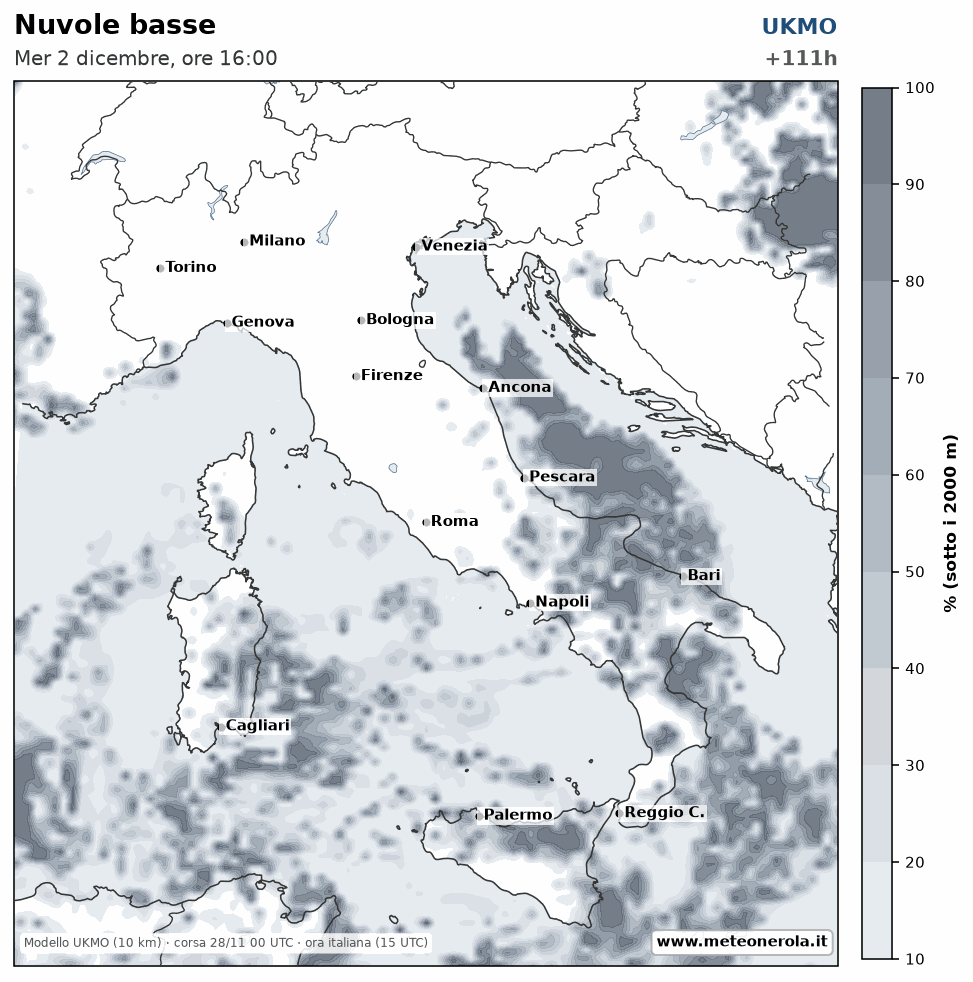 Nuvole basse
UKMO
Mer 2 dicembre, ore 16:00
+111h
Milano
Venezia
Torino
Genova
Bologna
Firenze
Ancona
Pescara
Roma
Bari
Napoli
Cagliari
Palermo
Reggio C.
Modello UKMO (10 km) · corsa 28/11 00 UTC · ora italiana (15 UTC)
www.meteonerola.it
100
90
80
70
60
50
40
30
20
10
% (sotto i 2000 m)